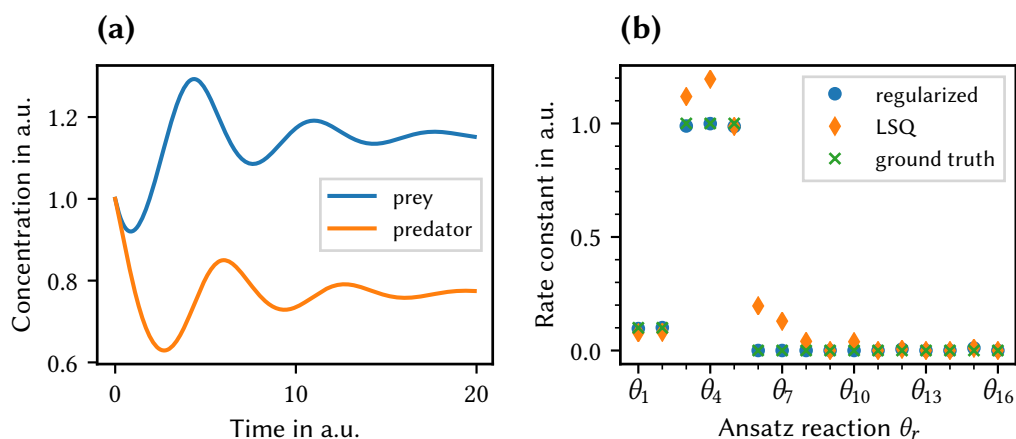 (a)
Concentration in a.u.
1.2
1.0
0.8
0.6
0
10
20
Time in a.u.
prey
predator
(b)
Rate constant in a.u.
1.0
0.5
0.0
θ1
θ4
θ7
θ10
θ13
θ16
Ansatz reaction θr
regularized
LSQ
ground truth